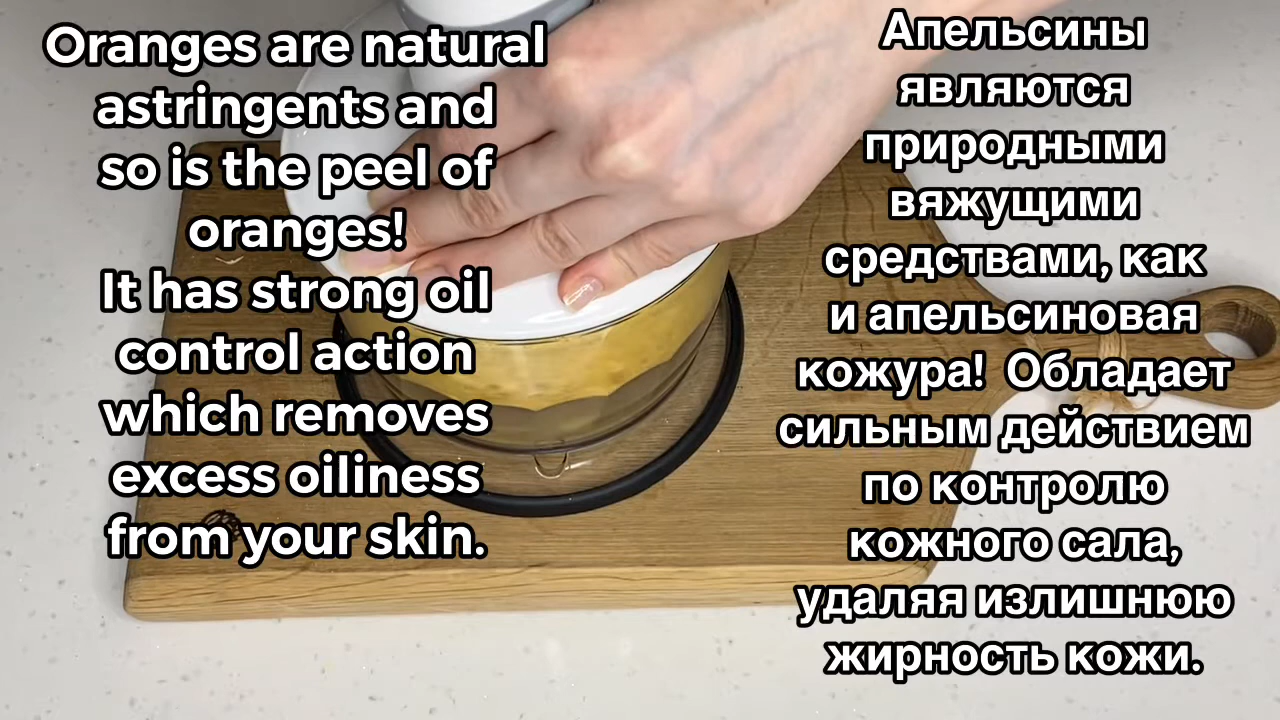 Oranges are natural
astringents and
so is the peel of
oranges!
It has strong oil
control action
which removes
excess oiliness
from your skin.
Апельсины
являются
природными
вяжущими
средствами, как
и апельсиновая
кожура!  Обладает
сильным действием
по контролю
кожного сала,
удаляя излишнюю
жирность кожи.